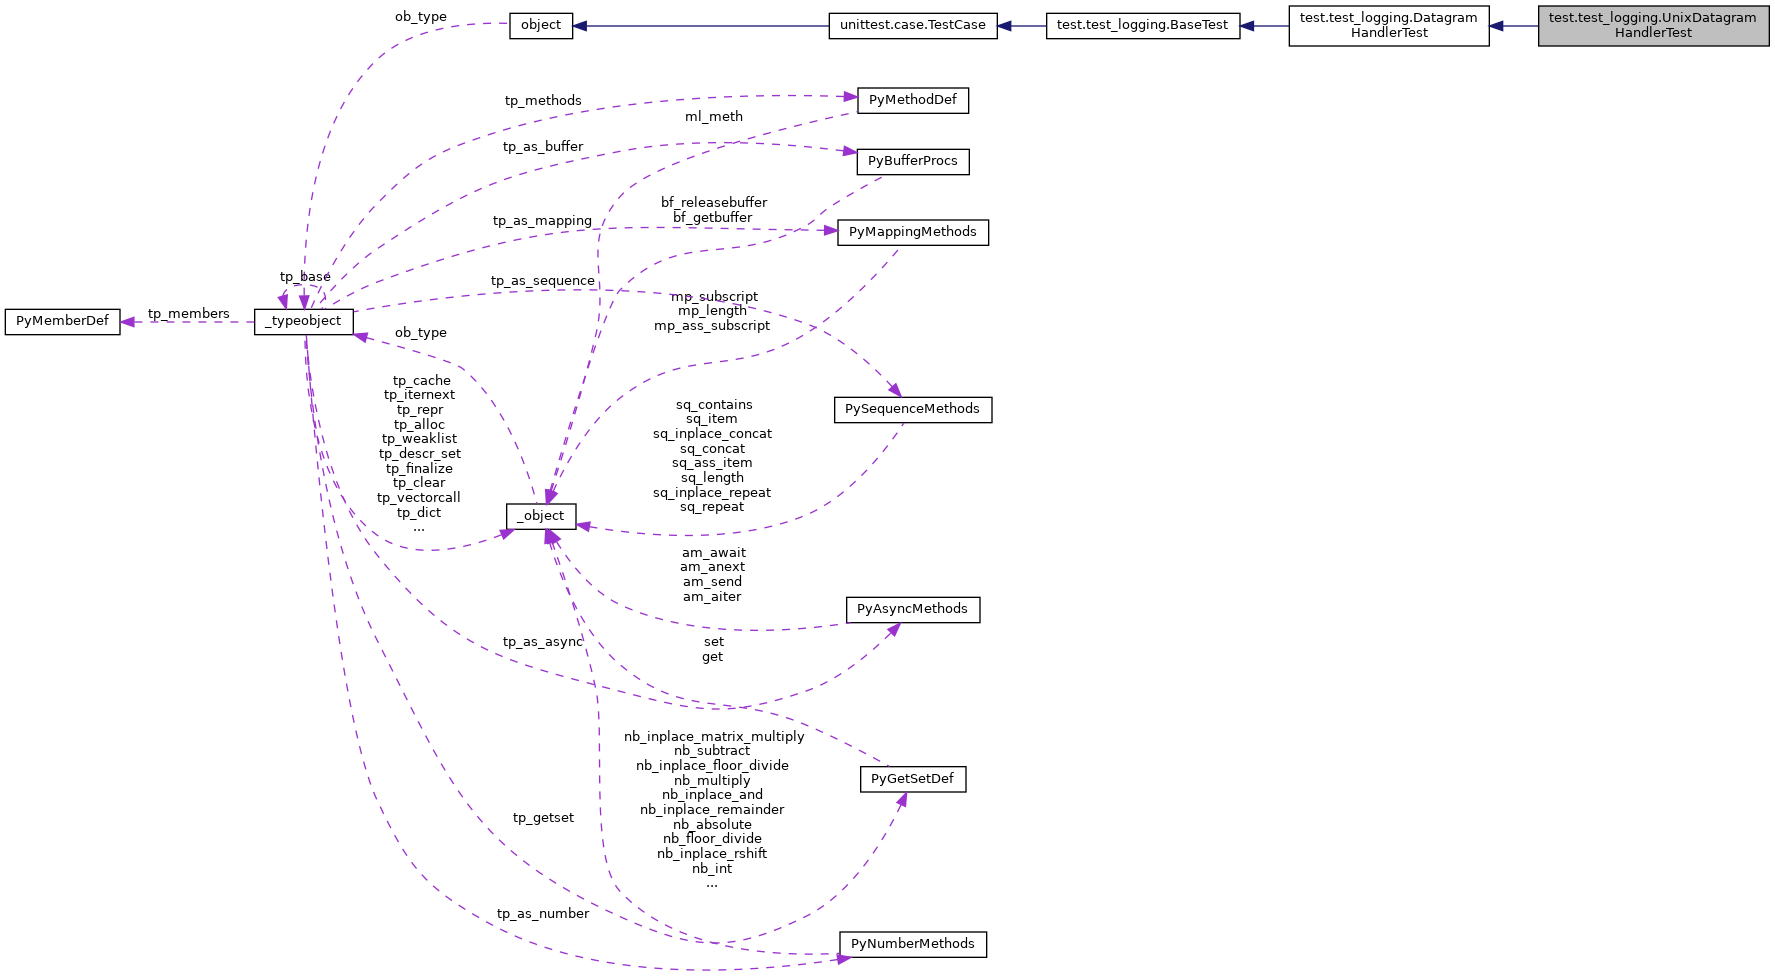 ob_type
object
unittest.case.TestCase
test.test_logging.BaseTest
test.test_logging.Datagram
HandlerTest
test.test_logging.UnixDatagram
HandlerTest
tp_methods
PyMethodDef
ml_meth
tp_as_buffer
PyBufferProcs
bf_releasebuffer
bf_getbuffer
tp_as_mapping
PyMappingMethods
tp_base
tp_as_sequence
mp_subscript
mp_length
mp_ass_subscript
PyMemberDef
tp_members
_typeobject
ob_type
tp_cache
tp_iternext
tp_repr
tp_alloc
tp_weaklist
tp_descr_set
tp_finalize
tp_clear
tp_vectorcall
tp_dict
...
sq_contains
sq_item
sq_inplace_concat
sq_concat
sq_ass_item
sq_length
sq_inplace_repeat
sq_repeat
PySequenceMethods
_object
am_await
am_anext
am_send
am_aiter
PyAsyncMethods
tp_as_async
set
get
nb_inplace_matrix_multiply
nb_subtract
nb_inplace_floor_divide
nb_multiply
nb_inplace_and
nb_inplace_remainder
nb_absolute
nb_floor_divide
nb_inplace_rshift
nb_int
...
PyGetSetDef
tp_getset
tp_as_number
PyNumberMethods